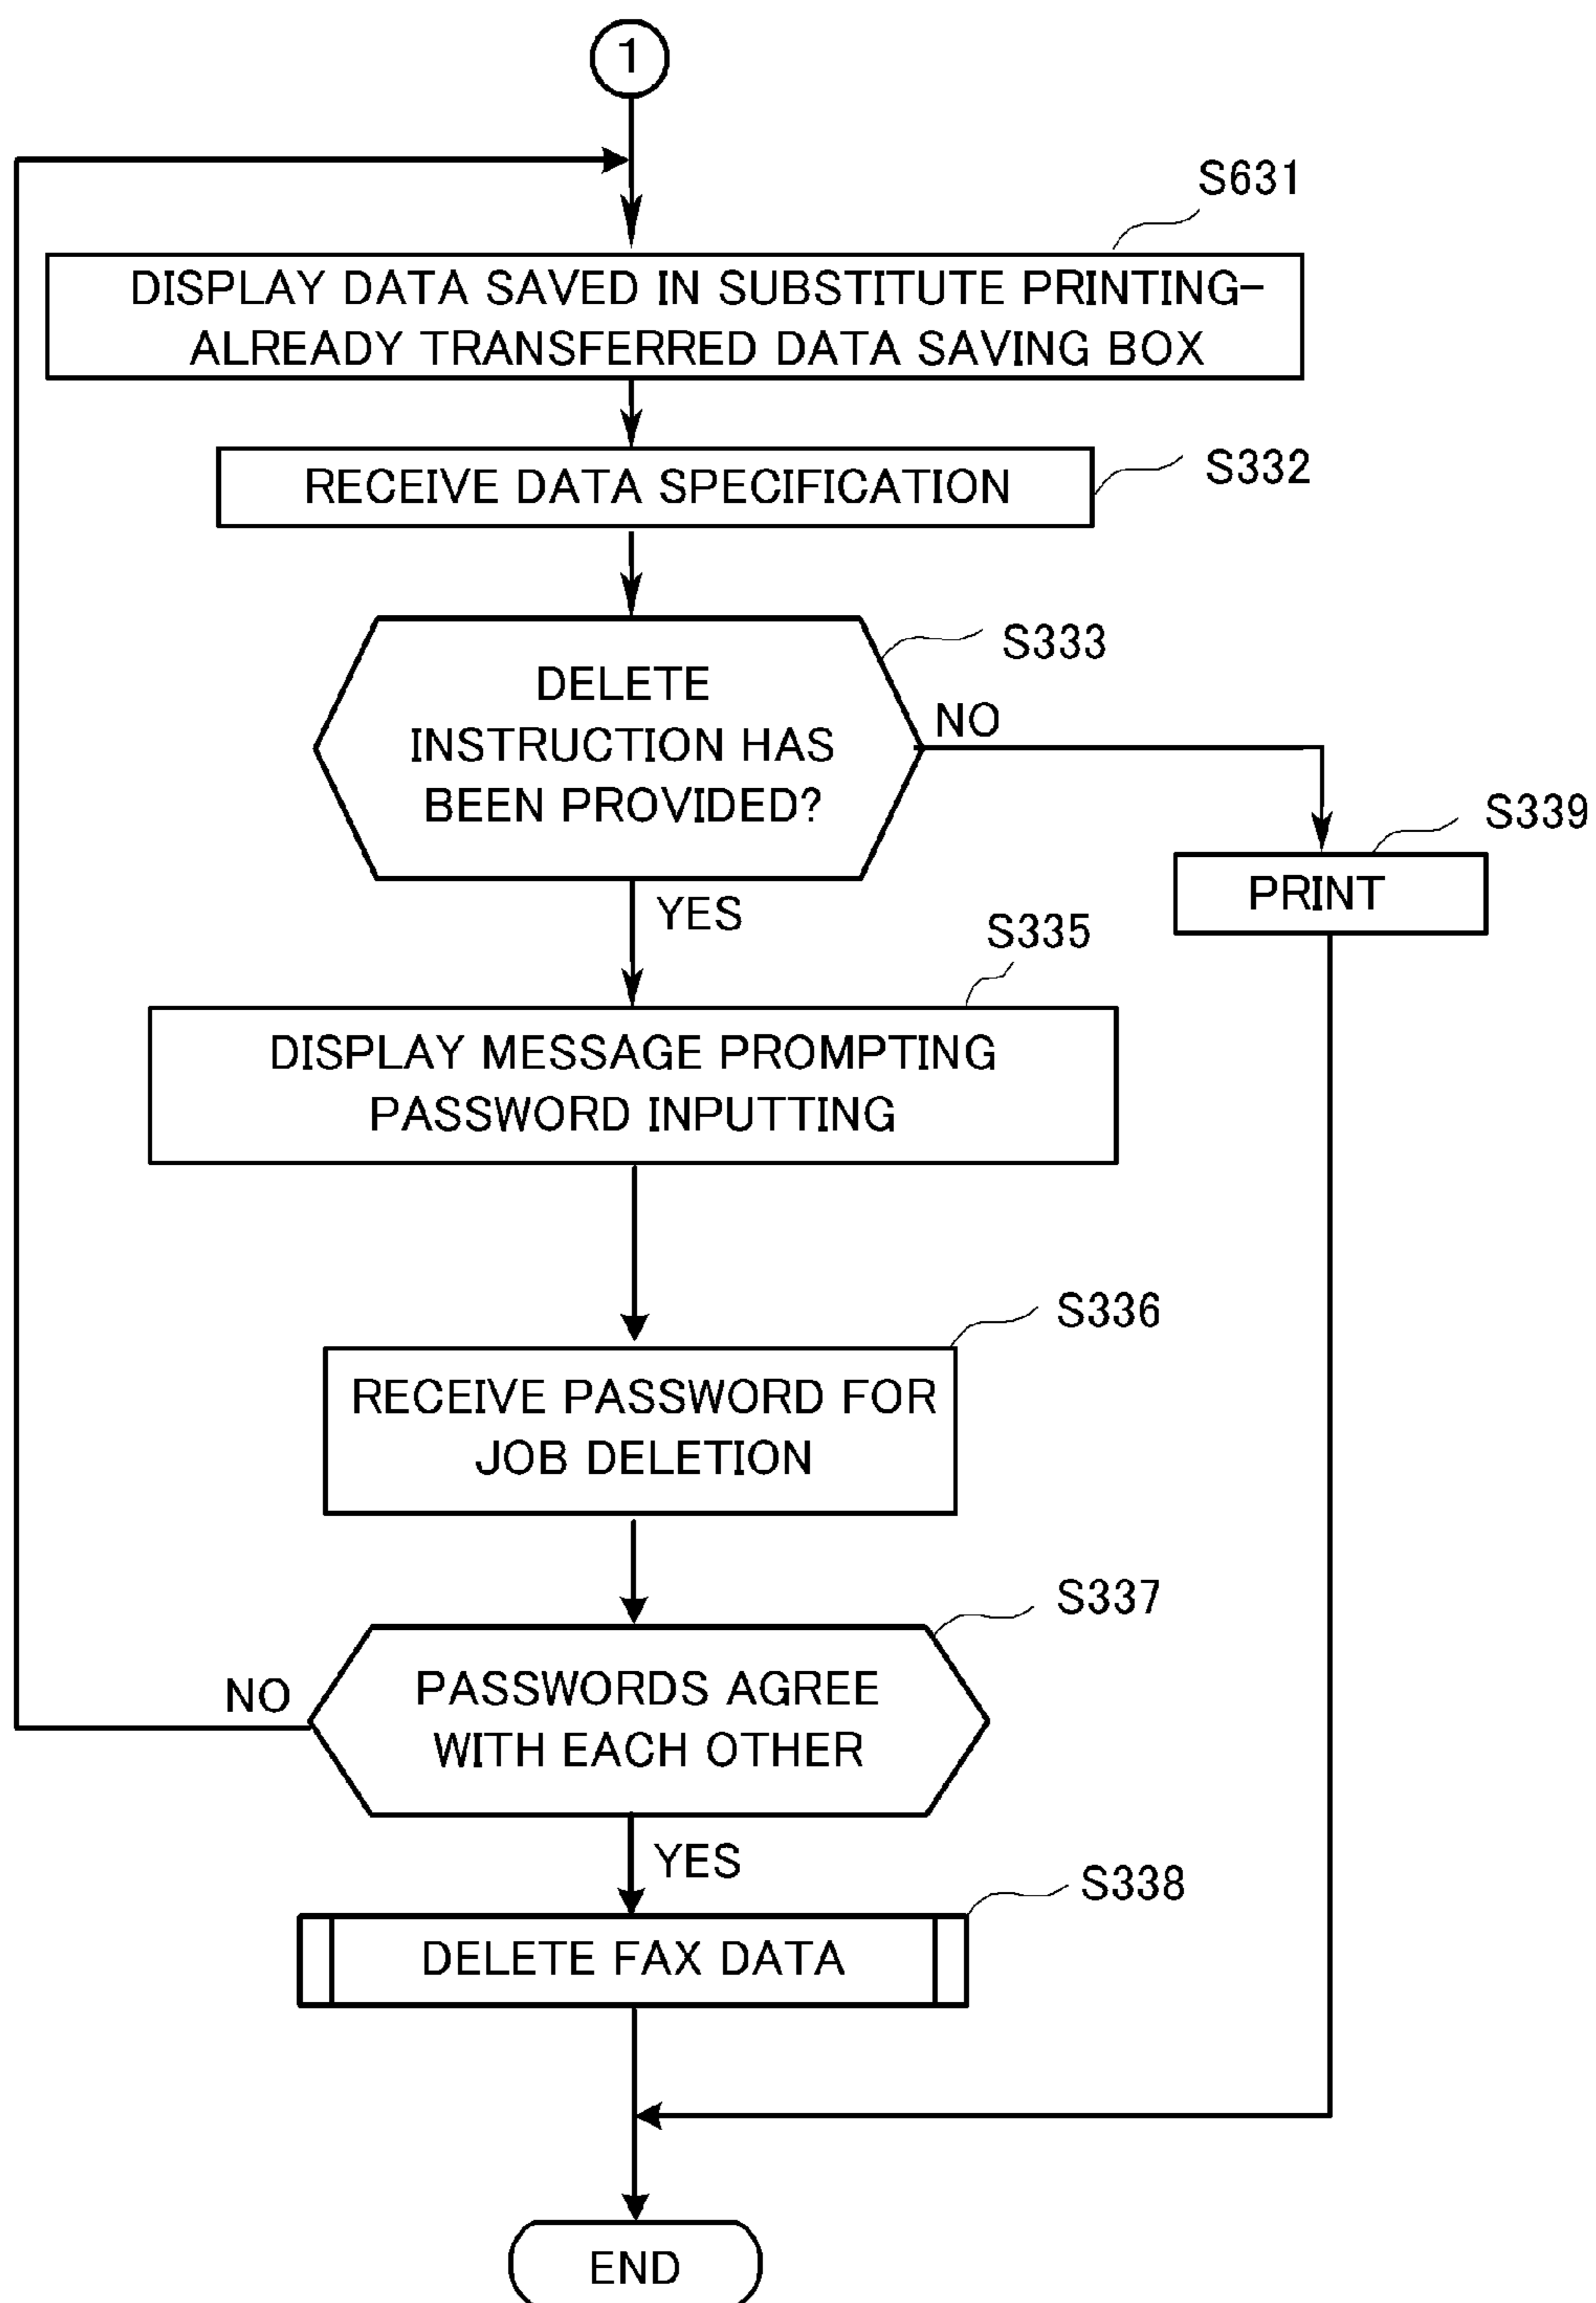 1
S631
DISPLAY DATA SAVED IN SUBSTITUTE PRINTING-
ALREADY TRANSFERRED DATA SAVING BOX
RECEIVE DATA SPECIFICATION
S332
S333
DELETE
INSTRUCTION HAS
BEEN PROVIDED?
NO
S339
PRINT
YES
S335
DISPLAY MESSAGE PROMPTING
PASSWORD INPUTTING
S336
RECEIVE PASSWORD FOR
JOB DELETION
S337
NO
PASSWORDS AGREE
WITH EACH OTHER
YES
S338
DELETE FAX DATA
END